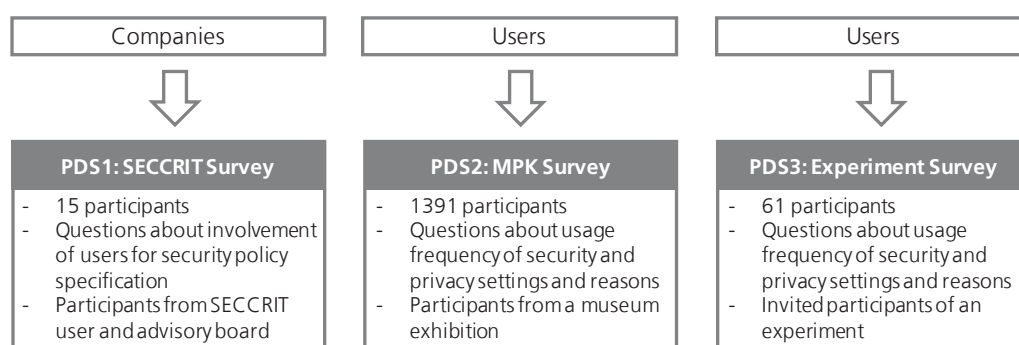 Companies
Users
Users
PDS1: SECCRIT Survey
- 15 participants
- Questions about involvement
of users for security policy
specification
- Participants from SECCRIT
user and advisory board
PDS2: MPK Survey
- 1391 participants
- Questions about usage
frequency of security and
privacy settings and reasons
- Participants from a museum
exhibition
PDS3: Experiment Survey
- 61 participants
- Questions about usage
frequency of security and
privacy settings and reasons
- Invited participants of an
experiment